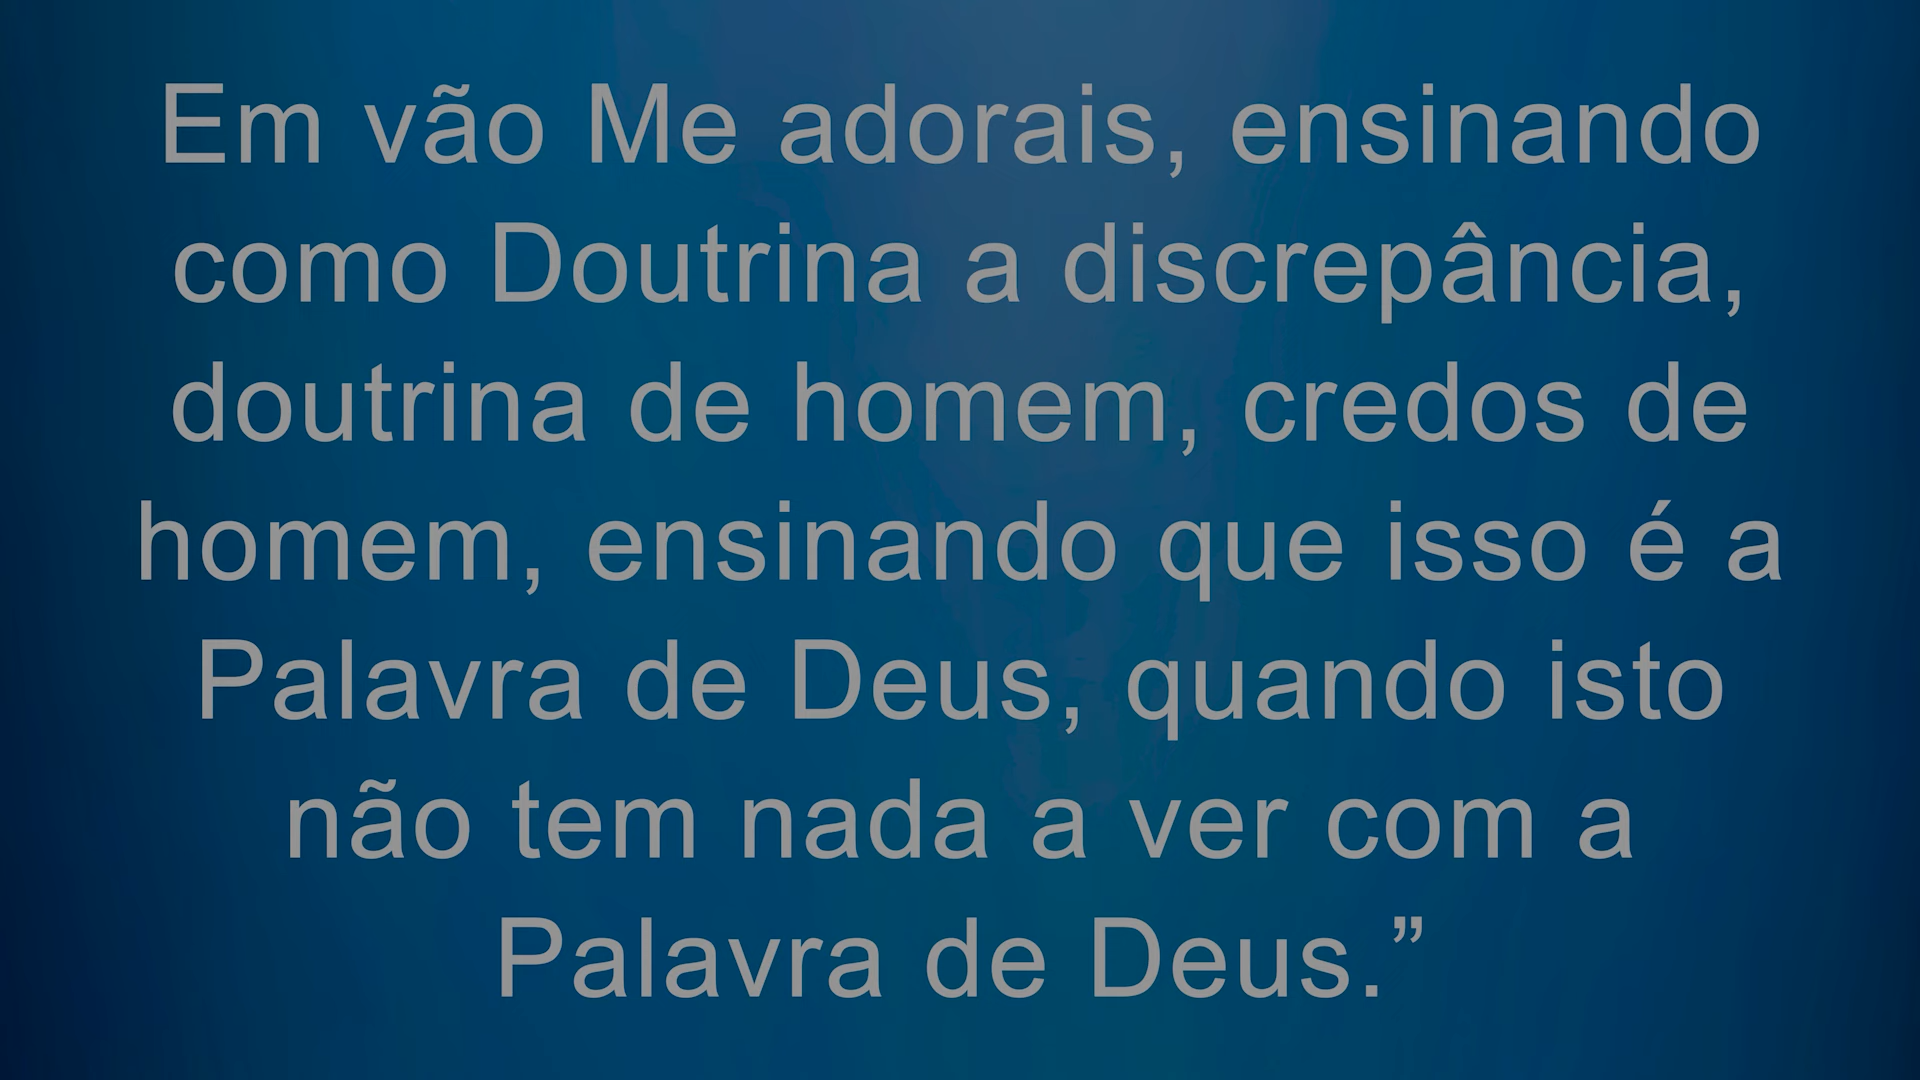 Em vão Me adorais, ensinando
como Doutrina a discrepância,
doutrina de homem, credos de
homem, ensinando que isso é a
Palavra de Deus, quando isto
não tem nada a ver com a
Palavra de Deus.”